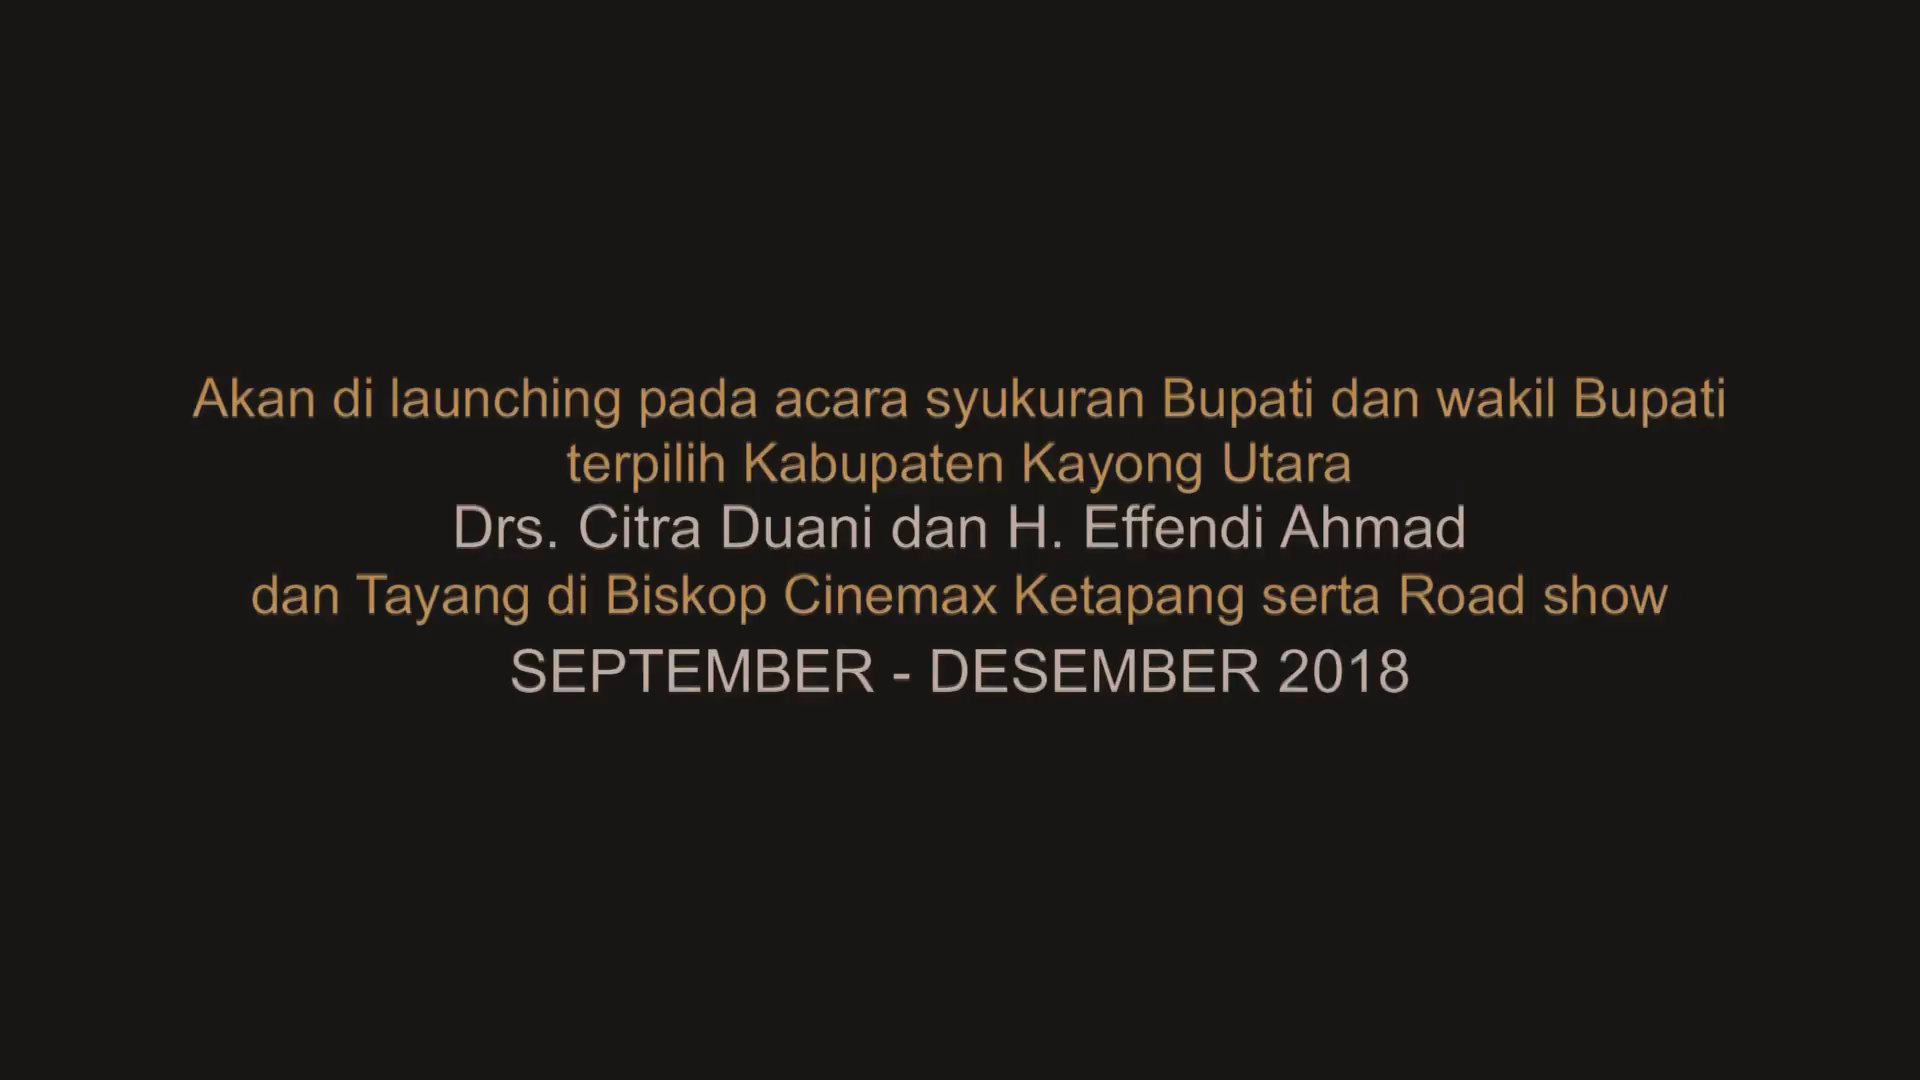 Akan di launching pada acara syukuran Bupati dan wakil Bupati
terpilih Kabupaten Kayong Utara
Drs. Citra Duani dan H. Effendi Ahmad
dan Tayang di Biskop Cinemax Ketapang serta Road show
SEPTEMBER - DESEMBER 2018